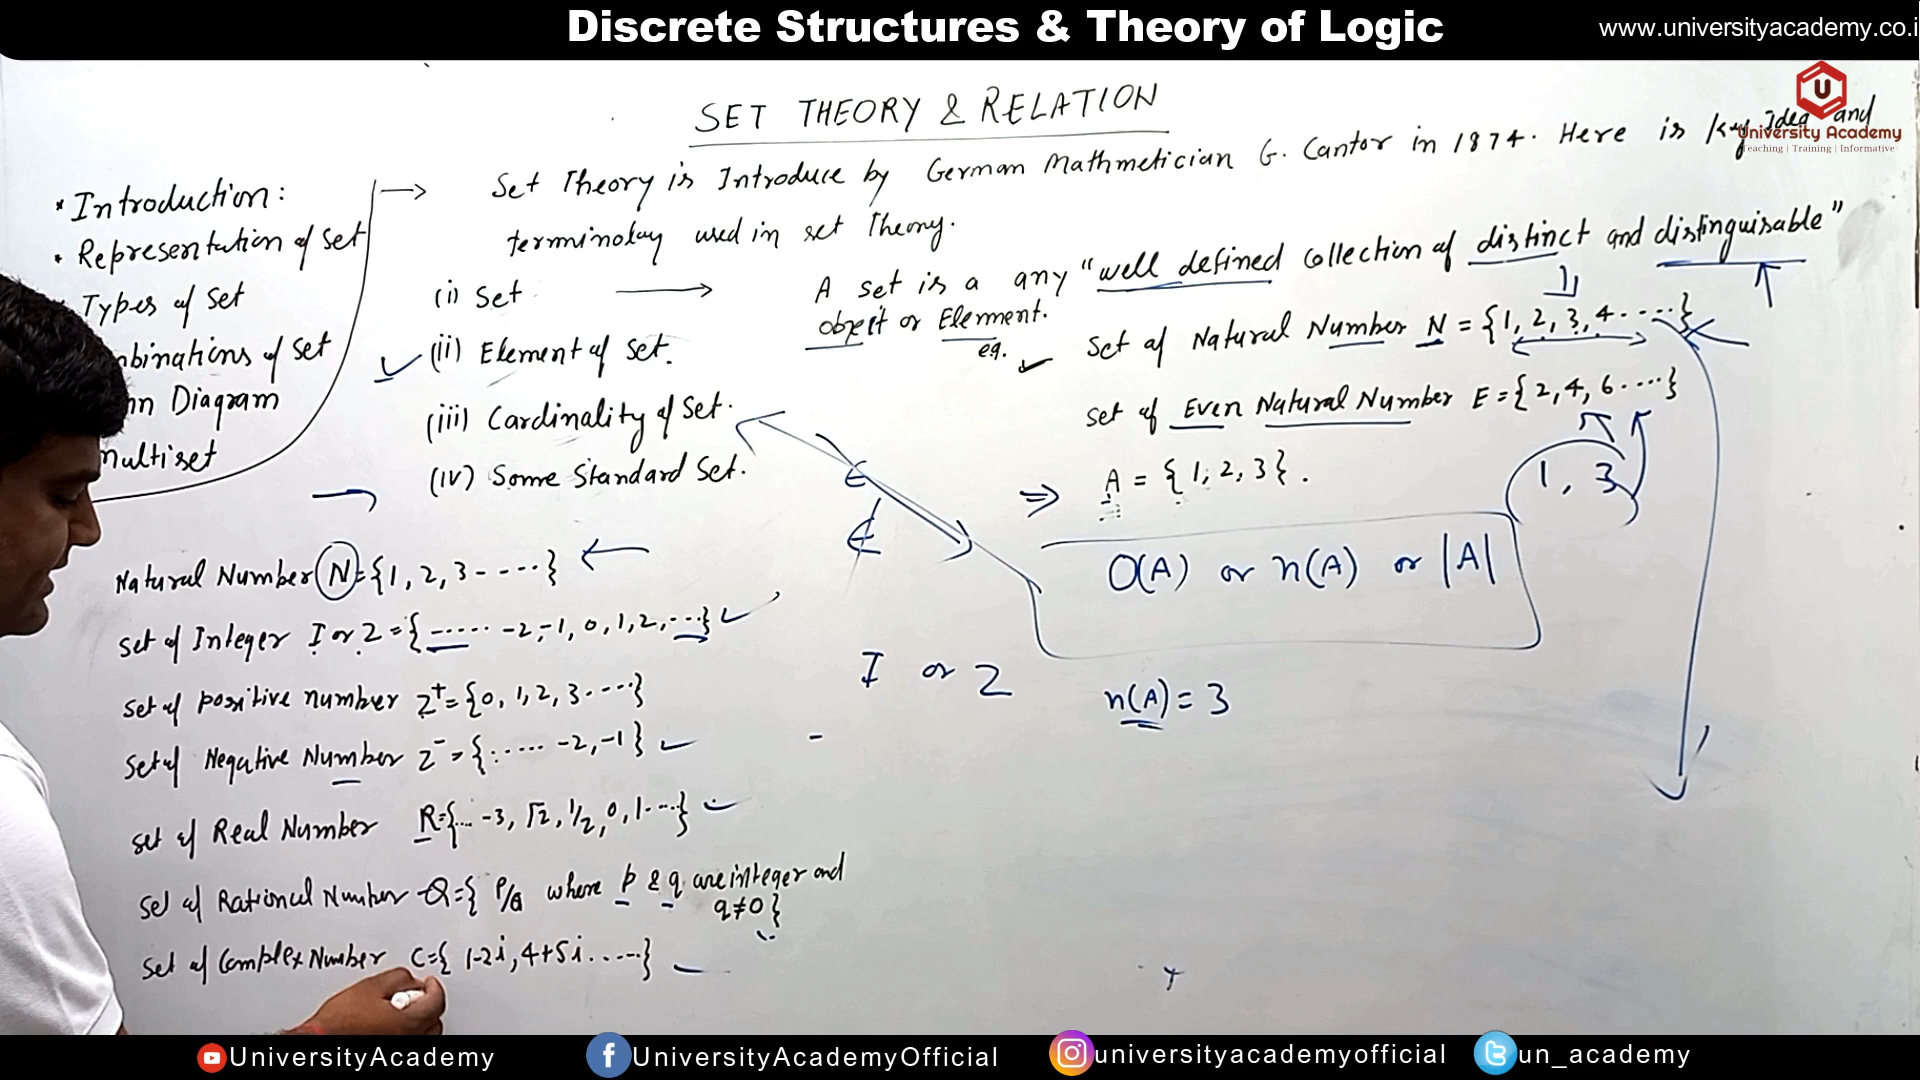 Discrete Structures & Theory of Logic
www.universityacademy.co.i
U
University Academy
Teaching | Training | Informative
SET THEORY & RELATION
* Introduction:
* Representation of set
Types of set
mbinations of set
nn Diagram
multiset
→ Set Theory is Introduce by German Mathmetician G. Cantor in 1874. Here is Key Idea and
terminology used in set Theory.
(i) Set → A set is a any "well defined collection of distinct and distinguisable"
object or Element.
(ii) Element of set.
(iii) Cardinality of set.
(iv) Some Standard Set.
eg. Set of Natural Number N = {1, 2, 3, 4.....}
set of Even Natural Number E = {2, 4, 6.....}
1, 3
⇒ A = {1, 2, 3}.
∈
∉
O(A) or n(A) or |A|
I or Z
n(A) = 3
Natural Number N = {1, 2, 3-....}
set of Integer I or Z = {...... -2, -1, 0, 1, 2, ...}
set of positive number Z⁺ = {0, 1, 2, 3.....}
set of Negative Number Z⁻ = {...... -2, -1}
set of Real Number R={... -3, √2, 1/2, 0, 1....}
set of Rational Number Q={ P/Q where p & q are integer and
q≠0}
set of Complex Number C={ 1-2i, 4+5i.....}
UniversityAcademy
f UniversityAcademyOfficial
universityacademyofficial
un_academy